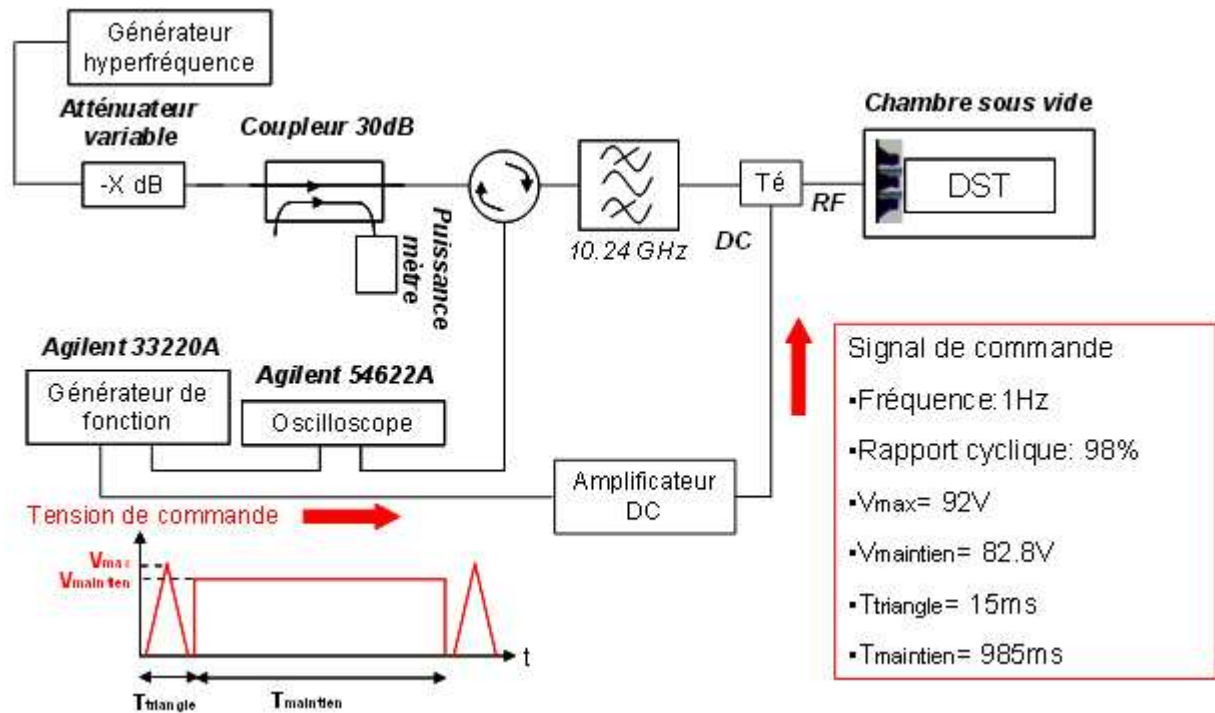 Générateur
hyperfréquence
Atténuateur
variable
-X dB
Coupleur 30dB
Puissance
mètre
10.24 GHz
Té
DC
RF
Chambre sous vide
DST
Agilent 33220A
Générateur de
fonction
Agilent 54622A
Oscilloscope
Amplificateur
DC
Tension de commande
Vmax
Vmaintien
t
Ttriangle
Tmaintien
Signal de commande
▪Fréquence:1Hz
▪Rapport cyclique: 98%
▪Vmax= 92V
▪Vmaintien= 82.8V
▪Ttriangle= 15ms
▪Tmaintien= 985ms